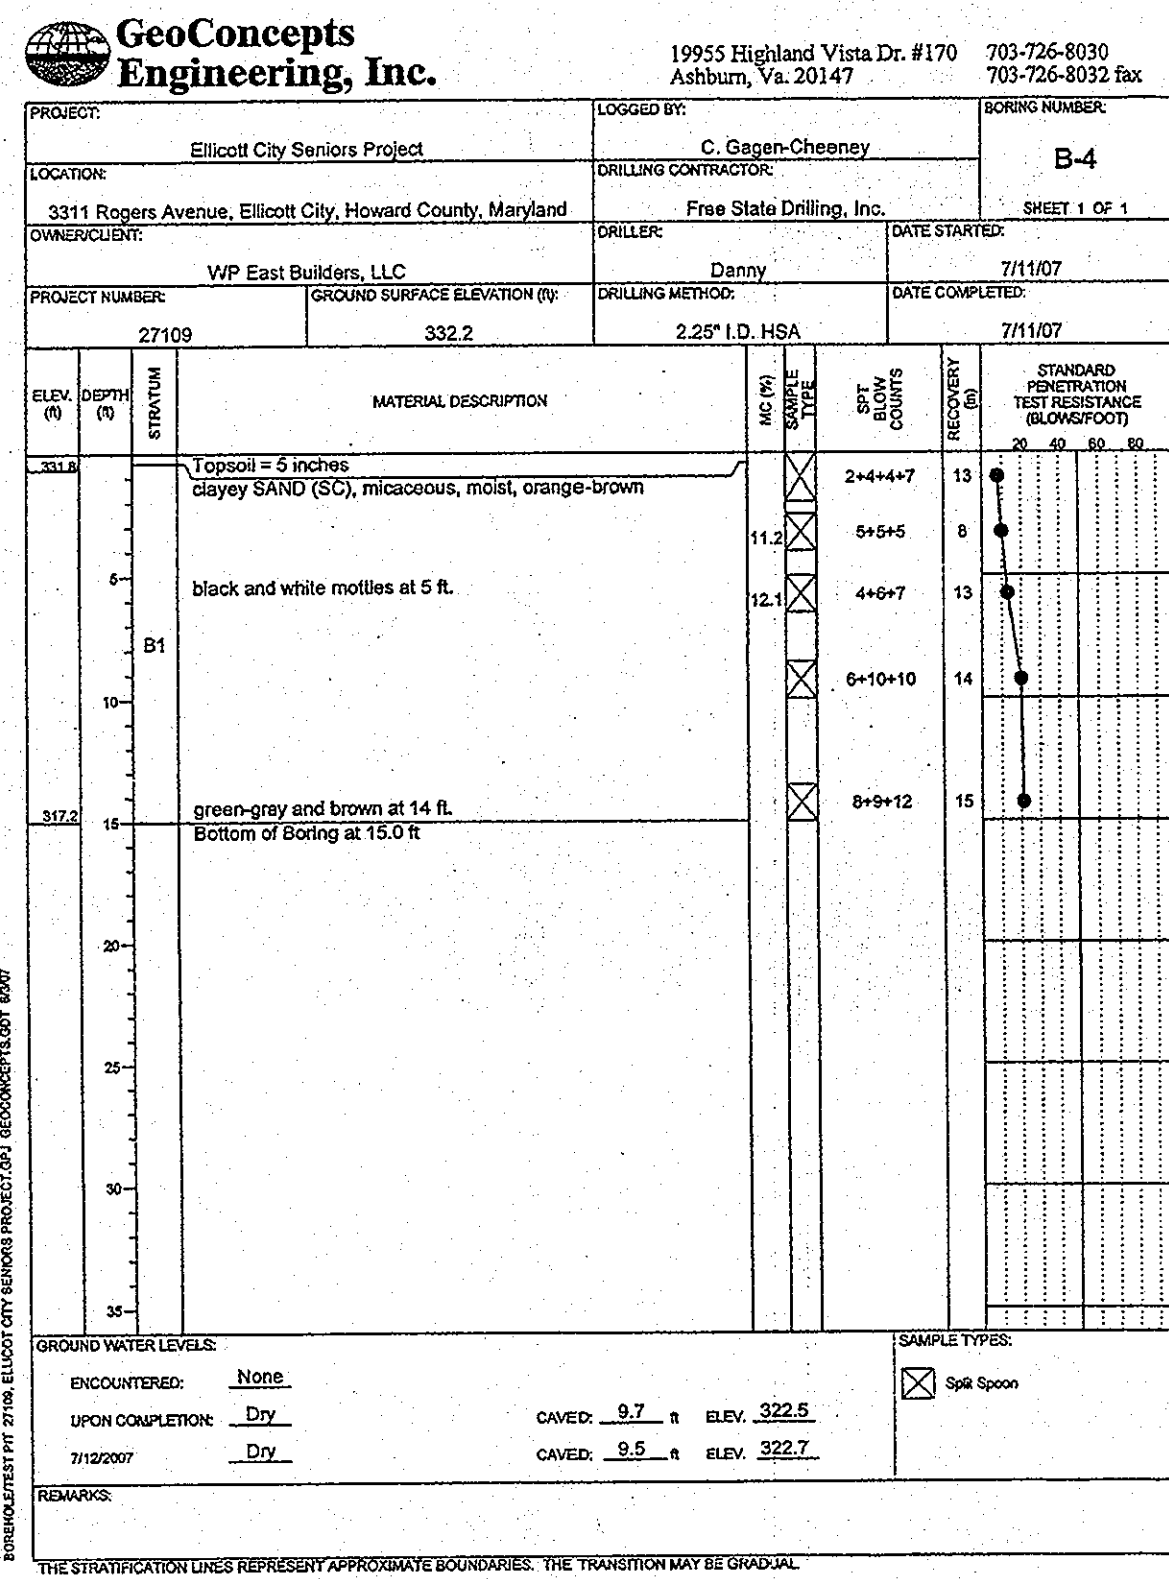 GeoConcepts
Engineering, Inc.
19955 Highland Vista Dr. #170 703-726-8030
Ashburn, Va. 20147 703-726-8032 fax
PROJECT:
Ellicott City Seniors Project
LOGGED BY:
C. Gagen-Cheeney
BORING NUMBER:
B-4
SHEET 1 OF 1
LOCATION:
3311 Rogers Avenue, Ellicott City, Howard County, Maryland
DRILLING CONTRACTOR:
Free State Drilling, Inc.
OWNER/CLIENT:
WP East Builders, LLC
DRILLER:
Danny
DATE STARTED:
7/11/07
PROJECT NUMBER:
27109
GROUND SURFACE ELEVATION (ft):
332.2
DRILLING METHOD:
2.25" I.D. HSA
DATE COMPLETED:
7/11/07
ELEV. (ft)
DEPTH (ft)
STRATUM
MATERIAL DESCRIPTION
MC (%)
SAMPLE TYPE
SPT BLOW COUNTS
RECOVERY (in)
STANDARD
PENETRATION
TEST RESISTANCE
(BLOWS/FOOT)
20 40 60 80
331.8 Topsoil = 5 inches
clayey SAND (SC), micaceous, moist, orange-brown
2+4+4+7 13
11.2 5+5+5 8
5 black and white mottles at 5 ft.
12.1 4+6+7 13
B1
6+10+10 14
10
green-gray and brown at 14 ft.
8+9+12 15
317.2 15
Bottom of Boring at 15.0 ft
20
25
30
35
GROUND WATER LEVELS:
ENCOUNTERED: None
UPON COMPLETION: Dry CAVED: 9.7 ft ELEV. 322.5
7/12/2007 Dry CAVED: 9.5 ft ELEV. 322.7
SAMPLE TYPES:
Split Spoon
REMARKS:
THE STRATIFICATION LINES REPRESENT APPROXIMATE BOUNDARIES. THE TRANSITION MAY BE GRADUAL.
BOREHOLE/TEST PIT 27109, ELLICOT CITY SENIORS PROJECT.GPJ GEOCONCEPTS.GDT 8/3/07